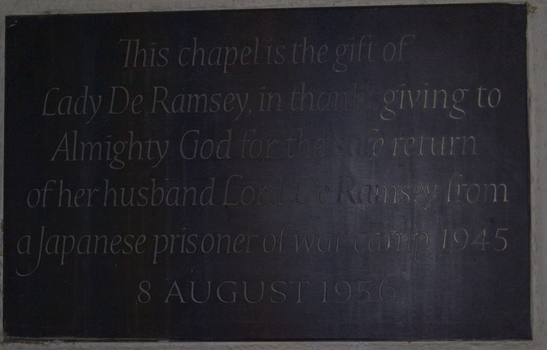 This chapel is the gift of
Lady De Ramsey, in thanksgiving to
Almighty God for the safe return
of her husband Lord De Ramsey from
a Japanese prisoner of war camp 1945
8 AUGUST 1956